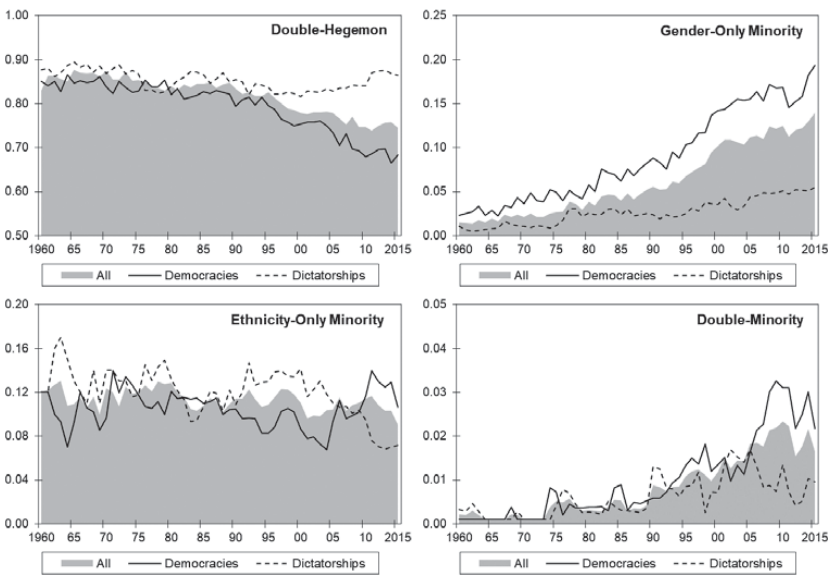 Double-Hegemon
1.00
0.90
0.80
0.70
0.60
0.50
1960 65 70 75 80 85 90 95 00 05 10 2015
All Democracies Dictatorships
Gender-Only Minority
0.25
0.20
0.15
0.10
0.05
0.00
1960 65 70 75 80 85 90 95 00 05 10 2015
All Democracies Dictatorships
Ethnicity-Only Minority
0.20
0.16
0.12
0.08
0.04
0.00
1960 65 70 75 80 85 90 95 00 05 10 2015
All Democracies Dictatorships
Double-Minority
0.05
0.04
0.03
0.02
0.01
0.00
1960 65 70 75 80 85 90 95 00 05 10 2015
All Democracies Dictatorships